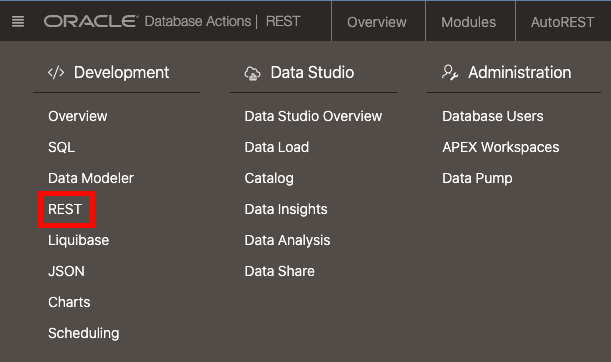 ORACLE Database Actions | REST Overview Modules AutoREST
Development
Overview
SQL
Data Modeler
REST
Liquibase
JSON
Charts
Scheduling
Data Studio
Data Studio Overview
Data Load
Catalog
Data Insights
Data Analysis
Data Share
Administration
Database Users
APEX Workspaces
Data Pump